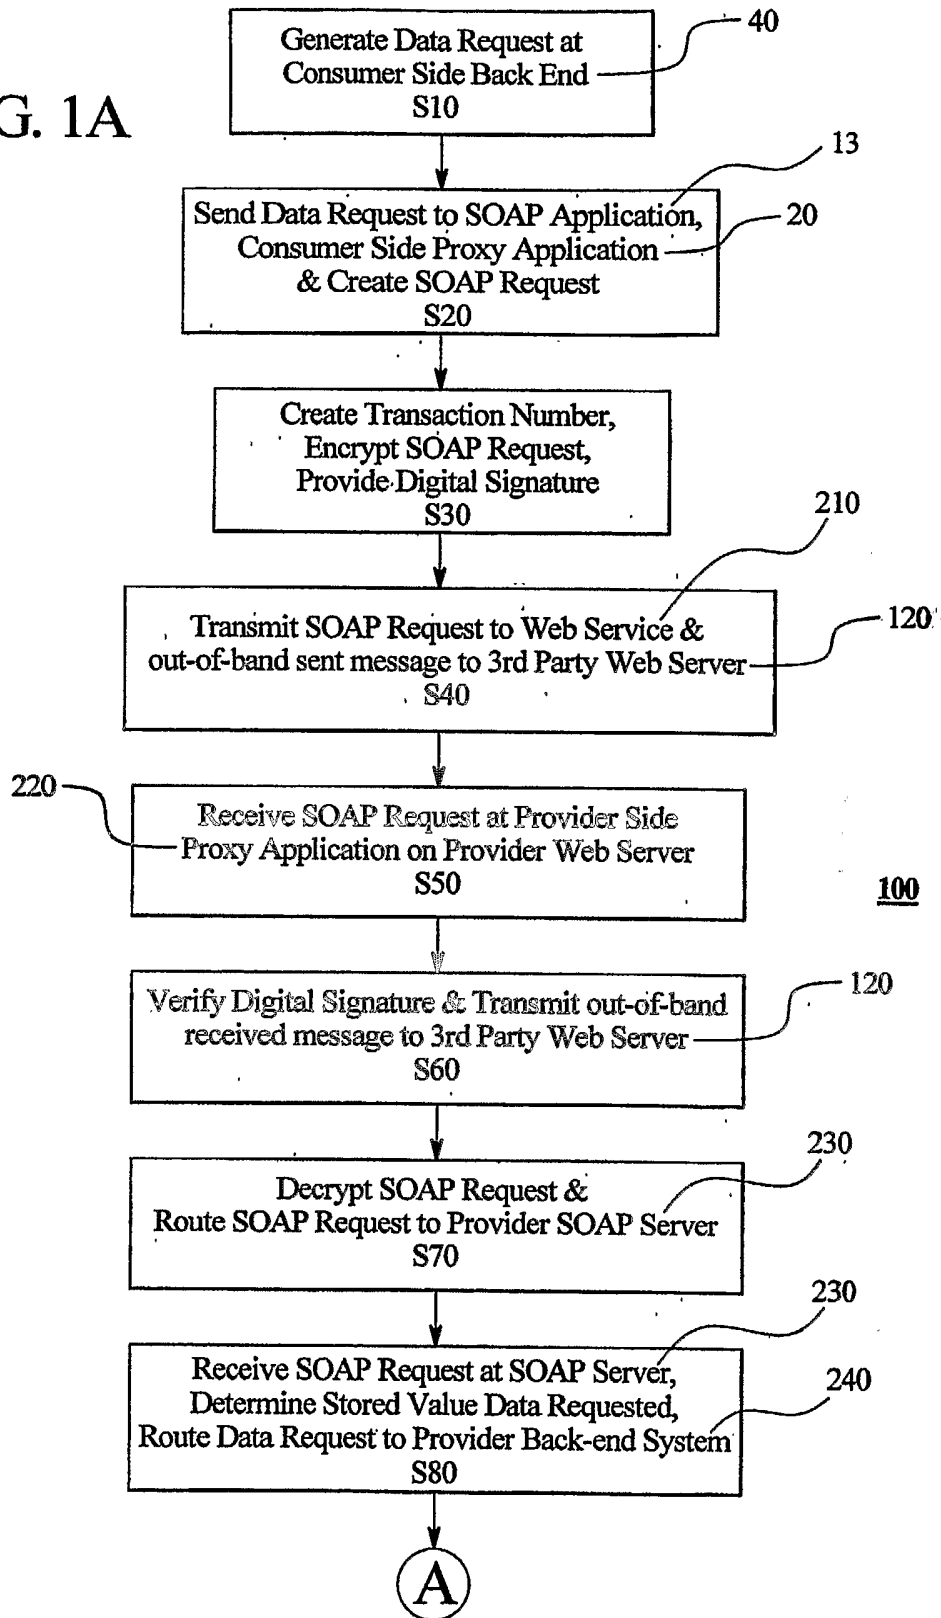 40
Generate Data Request at
Consumer Side Back End
S10
G. 1A
13
Send Data Request to SOAP Application,
20
Consumer Side Proxy Application
& Create SOAP Request
S20
Create Transaction Number,
Encrypt SOAP Request,
Provide Digital Signature
S30
210
Transmit SOAP Request to Web Service &
120
out-of-band sent message to 3rd Party Web Server
S40
220
Receive SOAP Request at Provider Side
Proxy Application on Provider Web Server
S50
100
Verify Digital Signature & Transmit out-of-band
120
received message to 3rd Party Web Server
S60
230
Decrypt SOAP Request &
Route SOAP Request to Provider SOAP Server
S70
230
Receive SOAP Request at SOAP Server,
240
Determine Stored Value Data Requested,
Route Data Request to Provider Back-end System
S80
A